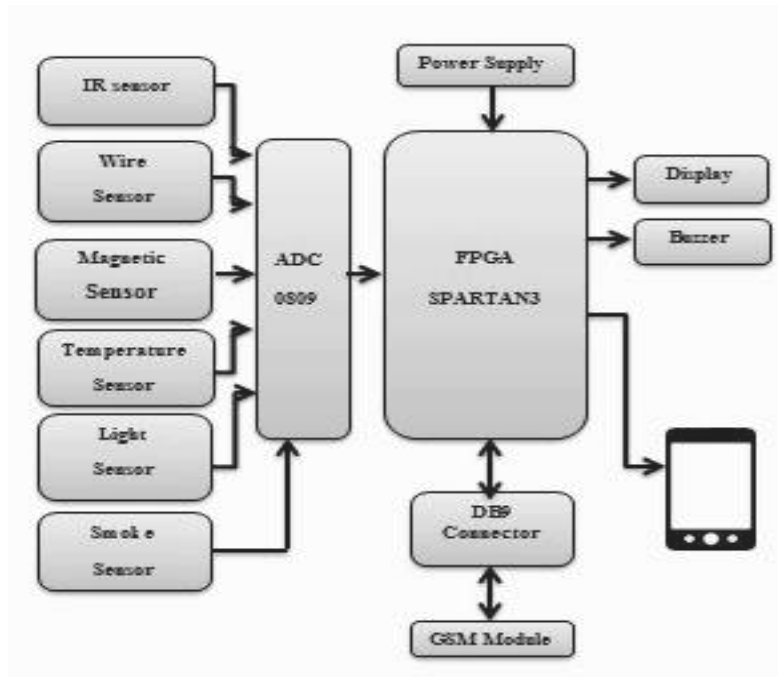 IR sensor
Wire
Sensor
Magnetic
Sensor
Temperature
Sensor
Light
Sensor
Smoke
Sensor
ADC
0809
Power Supply
FPGA
SPARTAN3
Display
Buzzer
DB9
Connector
GSM Module